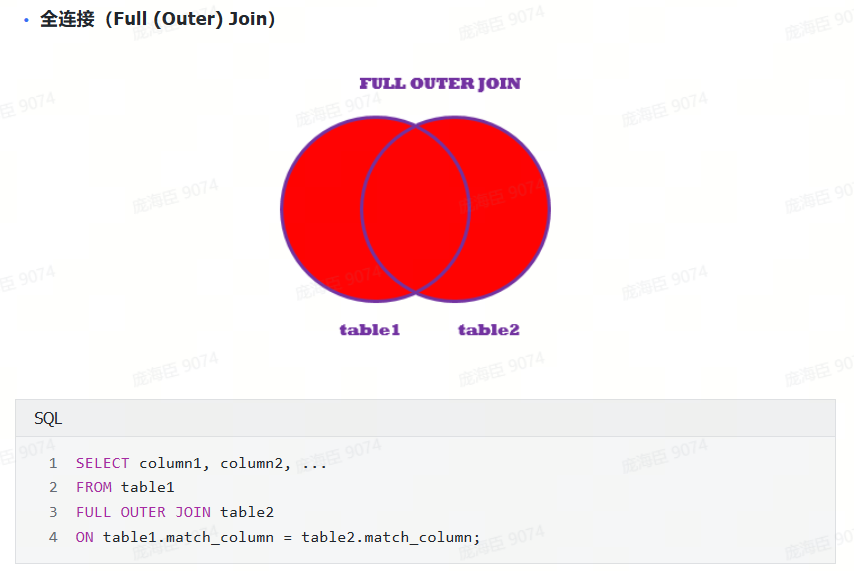 • 全连接（Full (Outer) Join）
FULL OUTER JOIN
table1 table2
SQL
1 SELECT column1, column2, ...
2 FROM table1
3 FULL OUTER JOIN table2
4 ON table1.match_column = table2.match_column;
庞海臣 9074